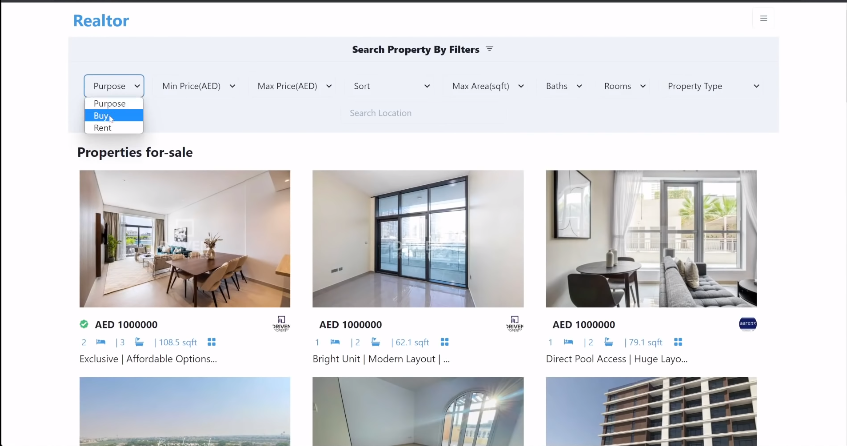 Realtor
Search Property By Filters
Purpose Min Price(AED) Max Price(AED) Sort Max Area(sqft) Baths Rooms Property Type
Purpose
Buy
Rent
Search Location
Properties for-sale
AED 1000000
2 | 3 | 108.5 sqft
Exclusive | Affordable Options...
AED 1000000
1 | 2 | 62.1 sqft
Bright Unit | Modern Layout | ...
AED 1000000
1 | 2 | 79.1 sqft
Direct Pool Access | Huge Layo...